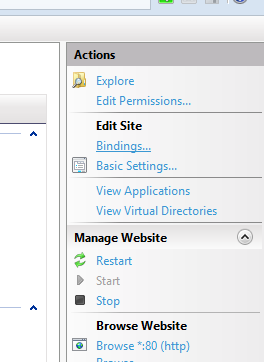 Actions
Explore
Edit Permissions...
Edit Site
Bindings...
Basic Settings...
View Applications
View Virtual Directories
Manage Website
Restart
Start
Stop
Browse Website
Browse *:80 (http)